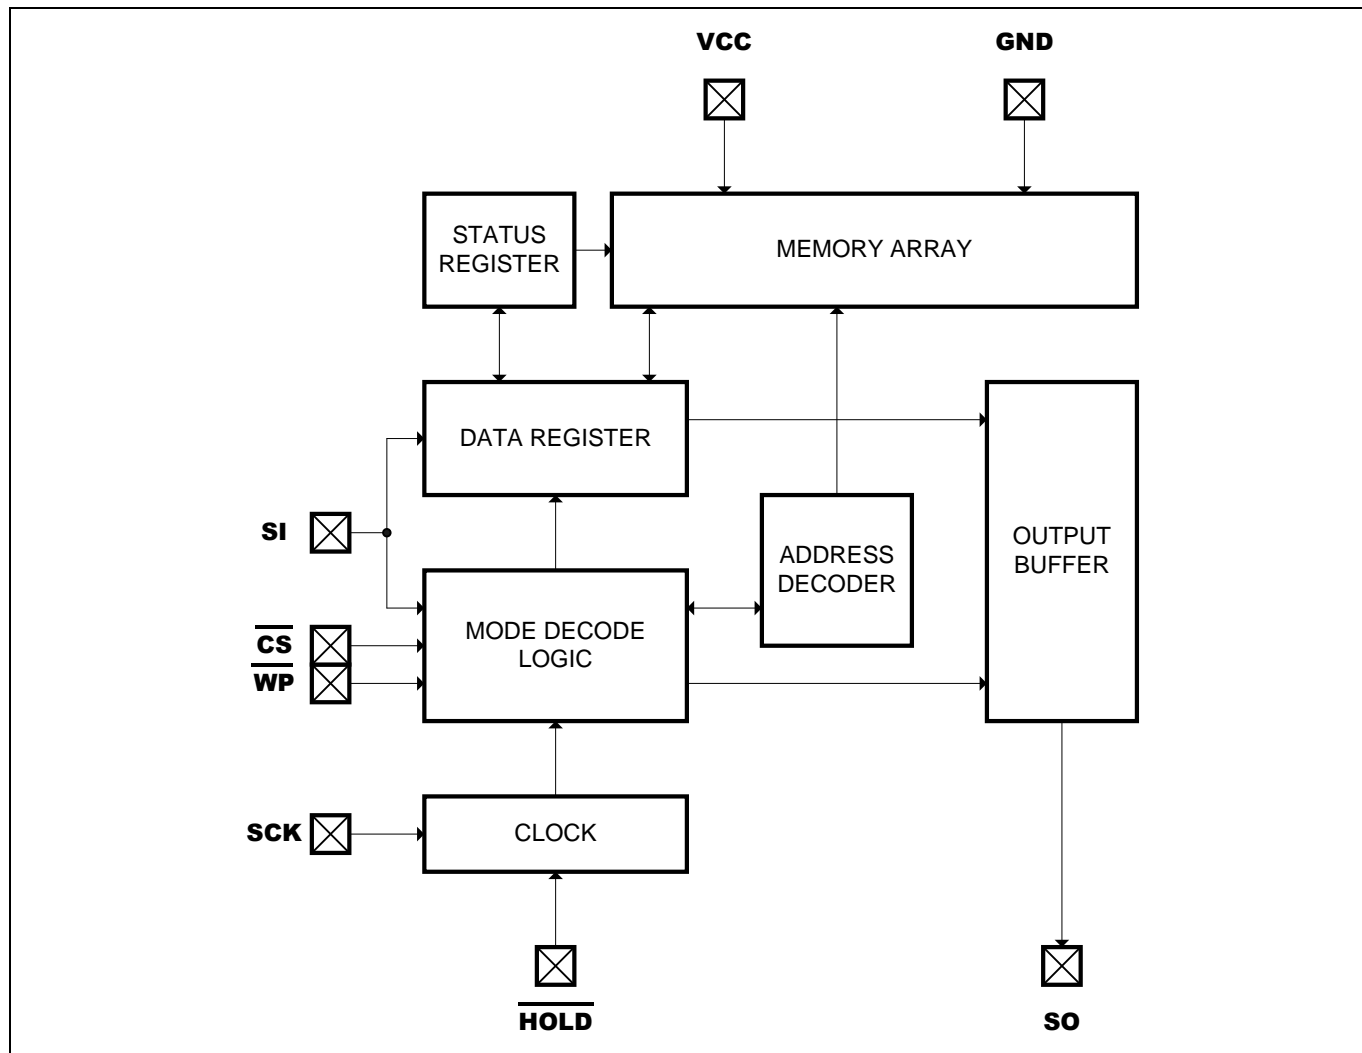 VCC
GND
STATUS
REGISTER
MEMORY ARRAY
DATA REGISTER
SI
ADDRESS
DECODER
OUTPUT
BUFFER
CS
WP
MODE DECODE
LOGIC
SCK
CLOCK
HOLD
SO